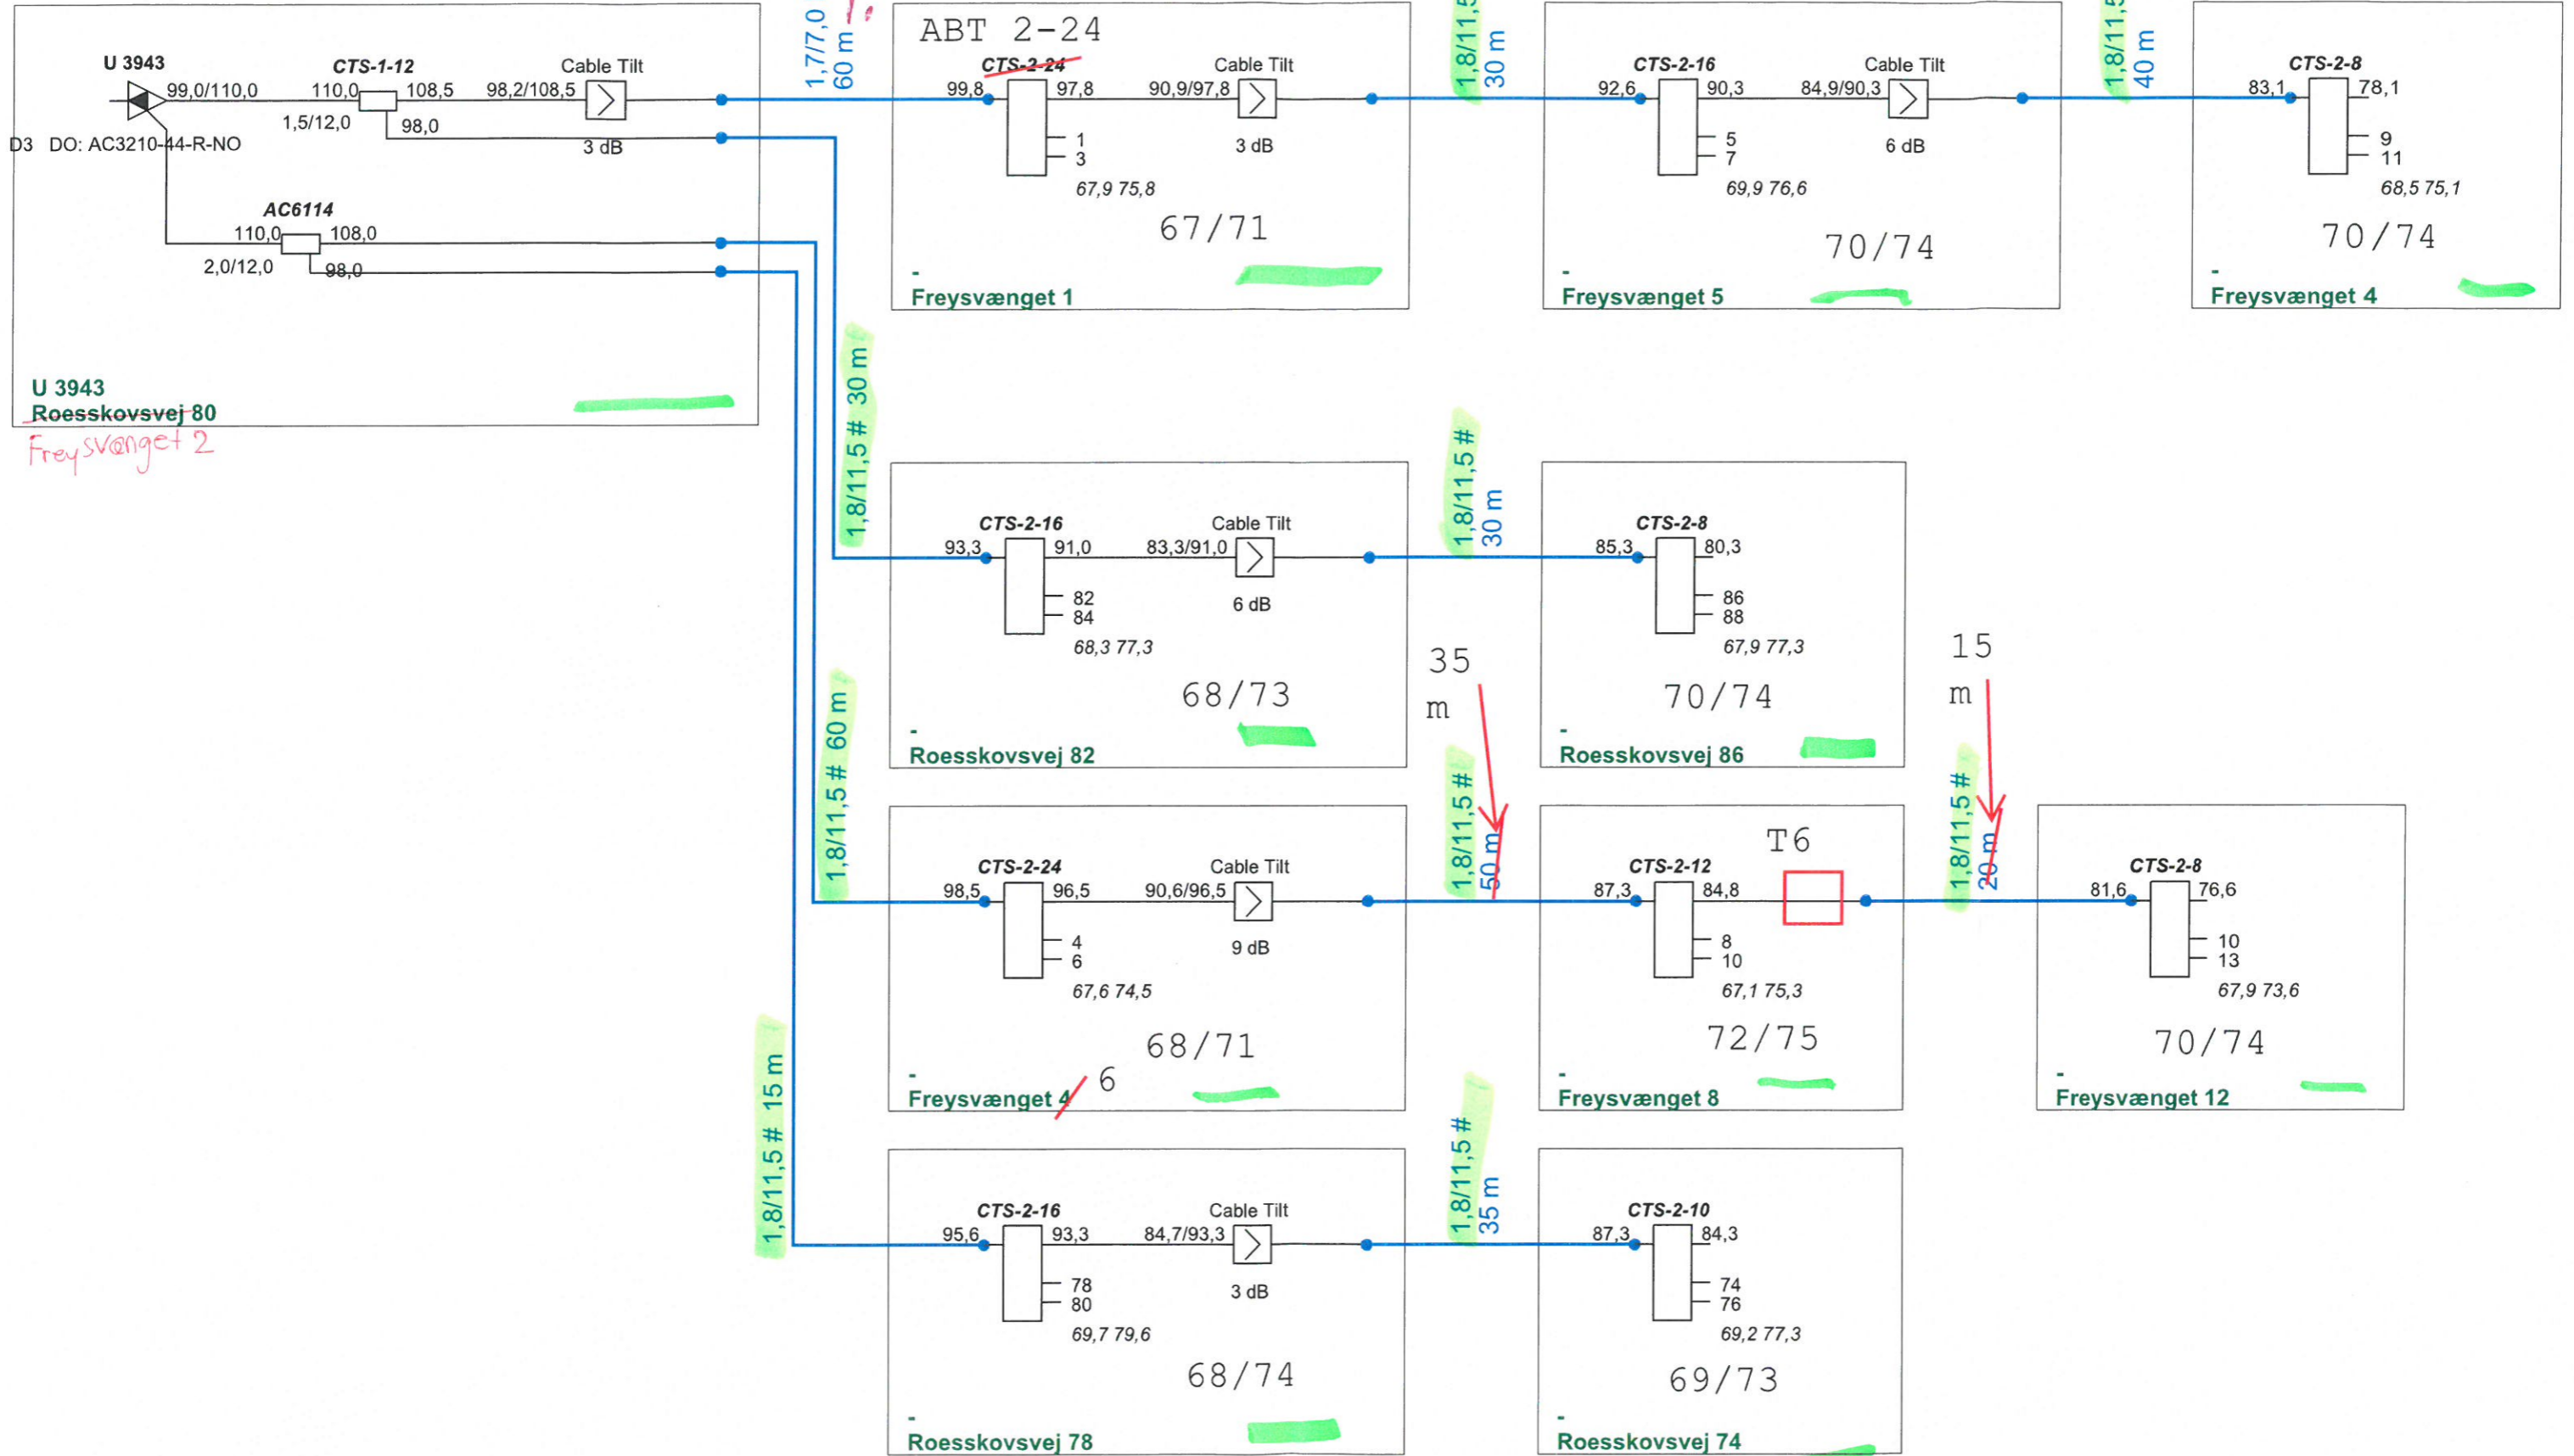 U 3943
99,0/110,0
D3 DO: AC3210-44-R-NO
CTS-1-12
110,0 108,5
1,5/12,0
98,0
98,2/108,5
Cable Tilt
3 dB
AC6114
110,0 108,0
2,0/12,0
98,0
U 3943
Roesskovsvej 80
Freysvænget 2
1,7/7,0
60 m
ABT 2-24
CTS-2-24
99,8 97,8
1
3
67,9 75,8
90,9/97,8
Cable Tilt
3 dB
67/71
-
Freysvænget 1
1,8/11,5
30 m
CTS-2-16
92,6 90,3
5
7
69,9 76,6
84,9/90,3
Cable Tilt
6 dB
70/74
-
Freysvænget 5
1,8/11,5
40 m
CTS-2-8
83,1 78,1
9
11
68,5 75,1
70/74
-
Freysvænget 4
1,8/11,5 # 30 m
CTS-2-16
93,3 91,0
82
84
68,3 77,3
83,3/91,0
Cable Tilt
6 dB
68/73
-
Roesskovsvej 82
1,8/11,5 #
30 m
CTS-2-8
85,3 80,3
86
88
67,9 77,3
70/74
-
Roesskovsvej 86
1,8/11,5 # 60 m
CTS-2-24
98,5 96,5
4
6
67,6 74,5
90,6/96,5
Cable Tilt
9 dB
68/71
-
Freysvænget 4 6
35
m
1,8/11,5 #
50 m
CTS-2-12
87,3 84,8
8
10
67,1 75,3
T6
72/75
-
Freysvænget 8
15
m
1,8/11,5 #
20 m
CTS-2-8
81,6 76,6
10
13
67,9 73,6
70/74
-
Freysvænget 12
1,8/11,5 # 15 m
CTS-2-16
95,6 93,3
78
80
69,7 79,6
84,7/93,3
Cable Tilt
3 dB
68/74
-
Roesskovsvej 78
1,8/11,5 #
35 m
CTS-2-10
87,3 84,3
74
76
69,2 77,3
69/73
-
Roesskovsvej 74